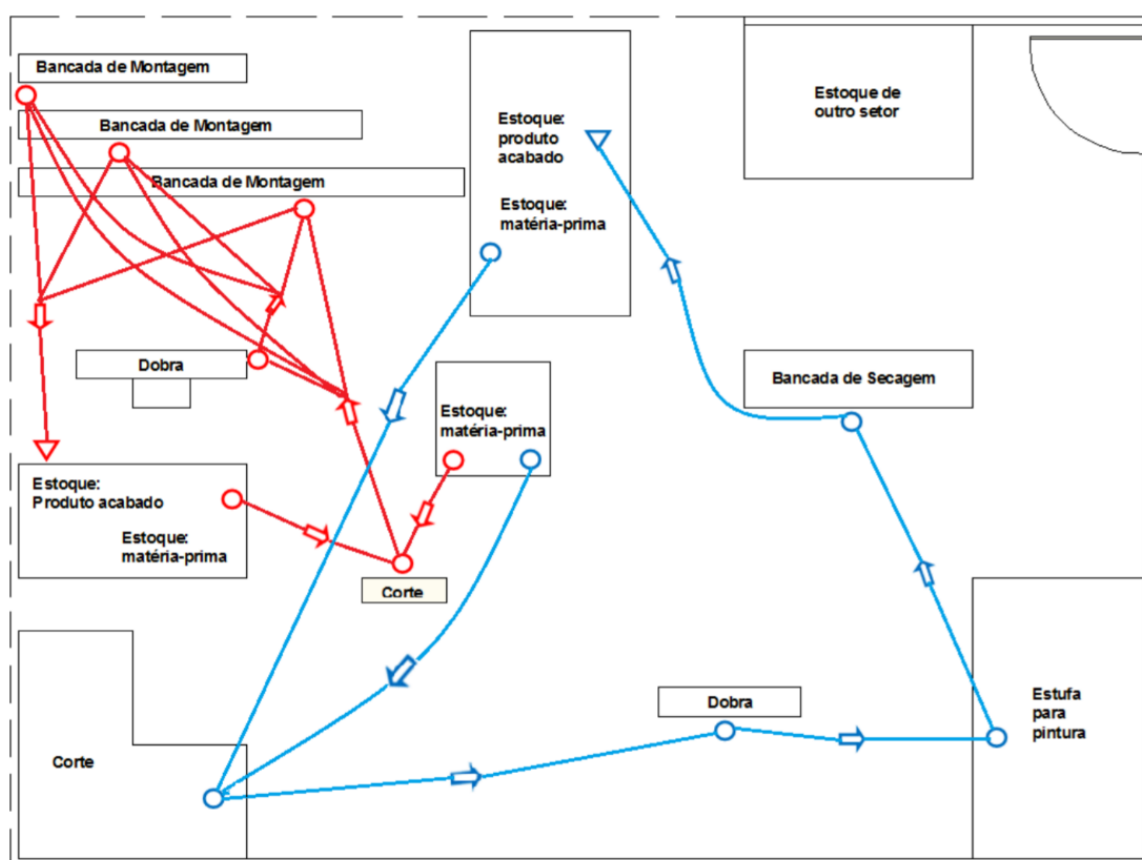 Bancada de Montagem
Bancada de Montagem
Bancada de Montagem
Estoque:
produto
acabado
Estoque:
matéria-prima
Estoque de
outro setor
Dobra
Estoque:
matéria-prima
Bancada de Secagem
Estoque:
Produto acabado
Estoque:
matéria-prima
Corte
Corte
Dobra
Estufa
para
pintura